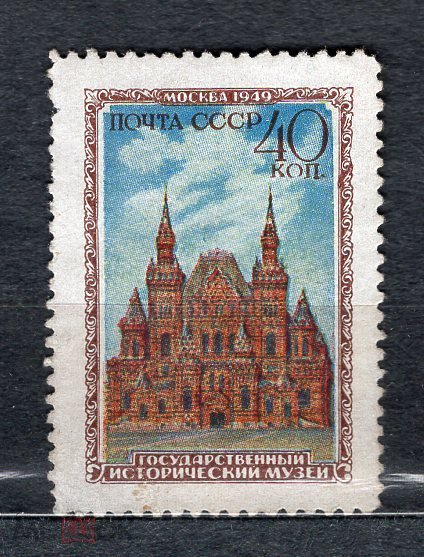 МОСКВА 1949
ПОЧТА СССР 40
КОП.
ГОСУДАРСТВЕННЫЙ
ИСТОРИЧЕСКИЙ МУЗЕЙ